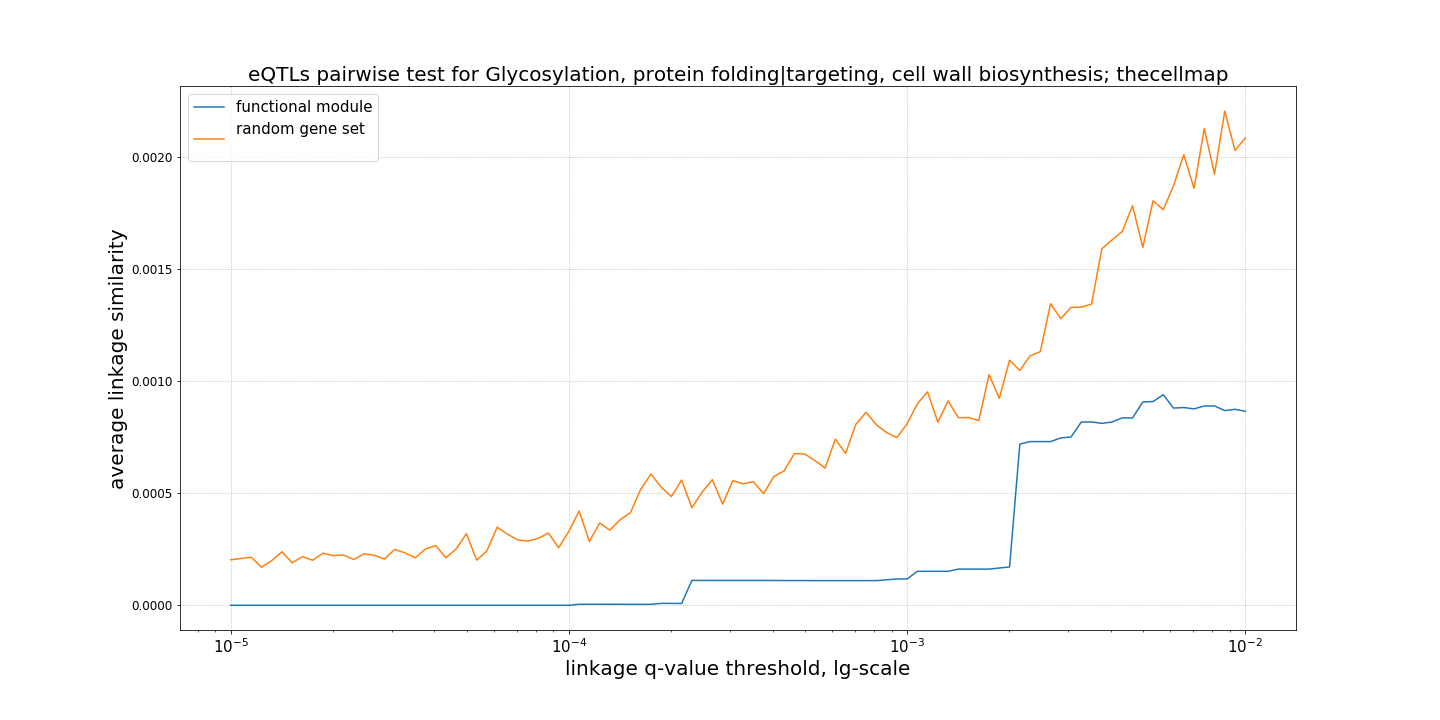 eQTLs pairwise test for Glycosylation, protein folding|targeting, cell wall biosynthesis; thecellmap
functional module
random gene set
0.0020
0.0015
0.0010
0.0005
0.0000
average linkage similarity
10⁻⁵ 10⁻⁴ 10⁻³ 10⁻²
linkage q-value threshold, lg-scale